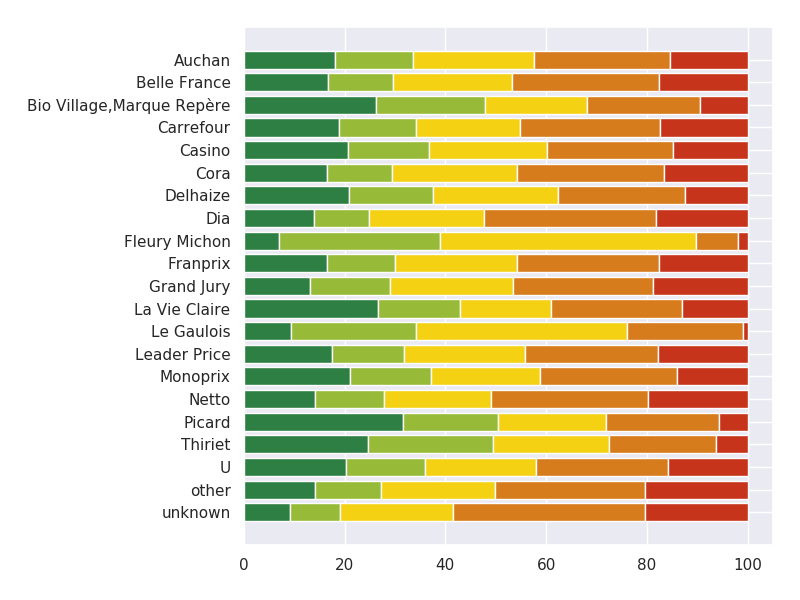 Auchan
Belle France
Bio Village,Marque Repère
Carrefour
Casino
Cora
Delhaize
Dia
Fleury Michon
Franprix
Grand Jury
La Vie Claire
Le Gaulois
Leader Price
Monoprix
Netto
Picard
Thiriet
U
other
unknown
0 20 40 60 80 100